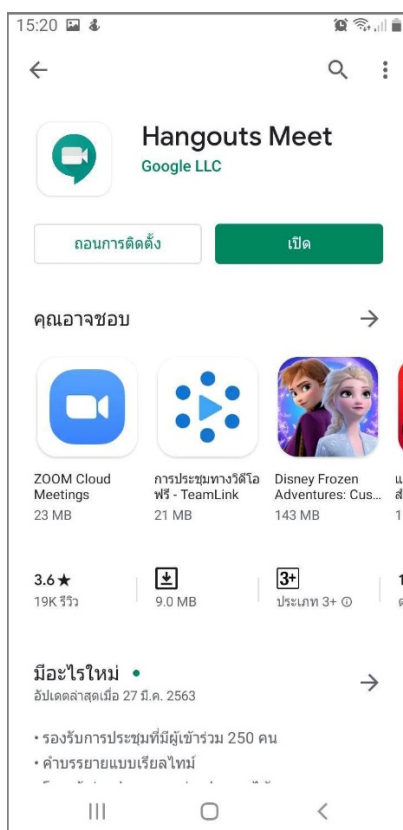 15:20
Hangouts Meet
Google LLC
ถอนการติดตั้ง
เปิด
คุณอาจชอบ
ZOOM Cloud
Meetings
23 MB
การประชุมทางวิดีโอ
ฟรี - TeamLink
21 MB
Disney Frozen
Adventures: Cus...
143 MB
3.6★
19K รีวิว
9.0 MB
3+
ประเภท 3+
มีอะไรใหม่ •
อัปเดตล่าสุดเมื่อ 27 มี.ค. 2563
• รองรับการประชุมที่มีผู้เข้าร่วม 250 คน
• คำบรรยายแบบเรียลไทม์